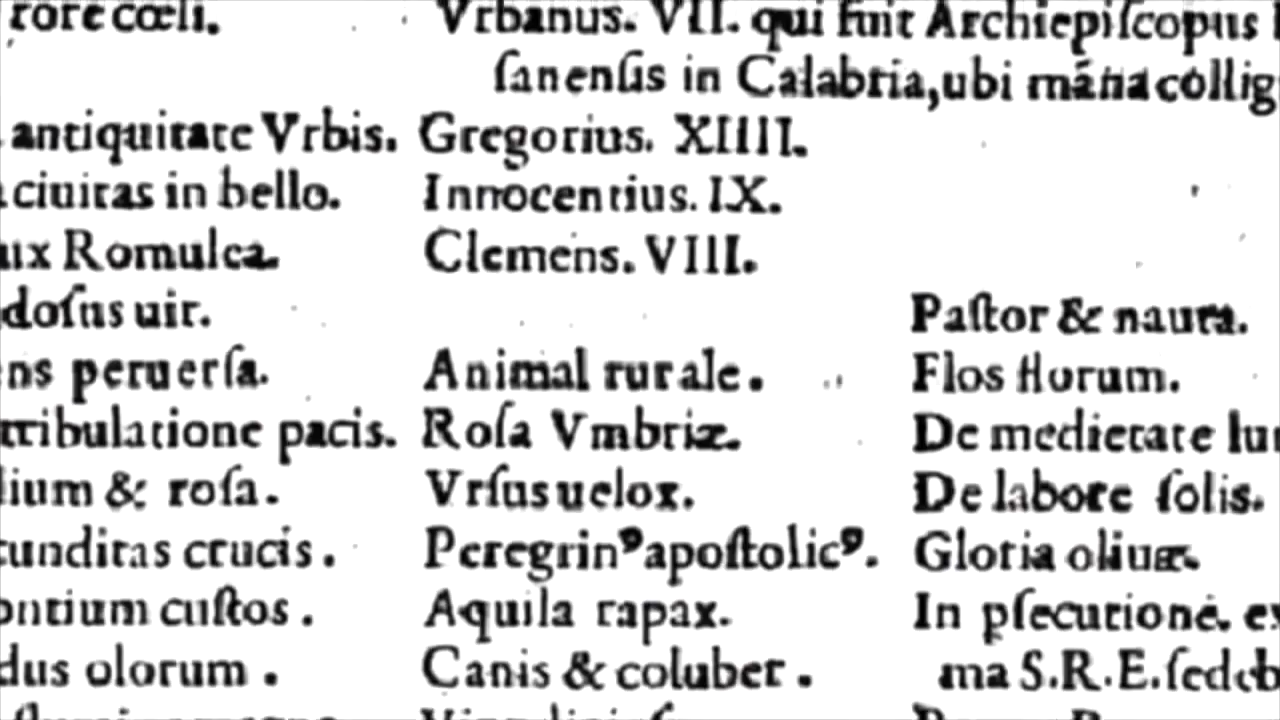 rore cœli. Vrbanus. VII. qui fuit Archiepiſcopus
ſanenſis in Calabria, ubi māna collig
antiquitate Vrbis. Gregorius. XIIII.
ciuitas in bello. Innocentius. IX.
ux Romulea. Clemens. VIII.
doſus uir. Paſtor & nauta.
ns peruerſa. Animal rurale. Flos florum.
tribulatione pacis. Roſa Vmbriæ. De medietate lun
lium & roſa. Vrſus uelox. De labore ſolis.
cunditas crucis. Peregrinꝰ apoſtolicꝰ. Gloria oliuæ.
ontium cuſtos. Aquila rapax. In pſecutione. ex
dus olorum. Canis & coluber. ma S.R.E. ſedeb